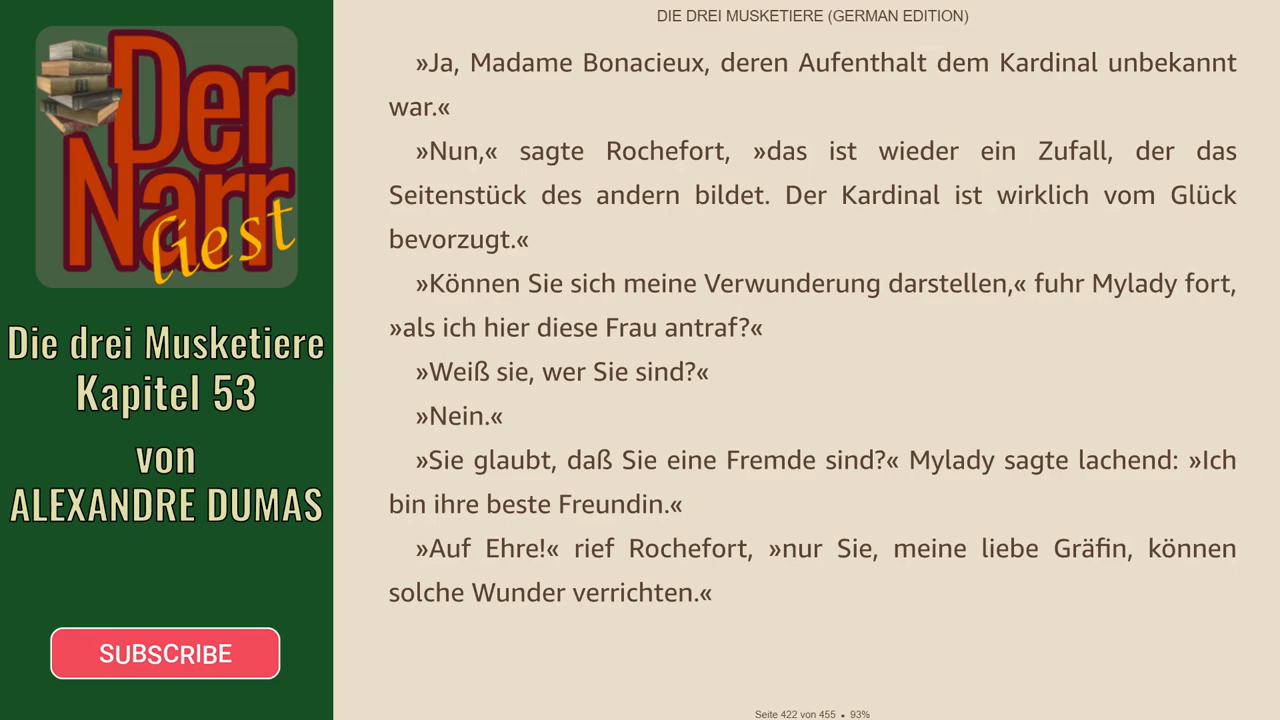 Der
Narr
liest
Die drei Musketiere
Kapitel 53
von
ALEXANDRE DUMAS
SUBSCRIBE
DIE DREI MUSKETIERE (GERMAN EDITION)
»Ja, Madame Bonacieux, deren Aufenthalt dem Kardinal unbekannt
war.«
»Nun,« sagte Rochefort, »das ist wieder ein Zufall, der das
Seitenstück des andern bildet. Der Kardinal ist wirklich vom Glück
bevorzugt.«
»Können Sie sich meine Verwunderung darstellen,« fuhr Mylady fort,
»als ich hier diese Frau antraf?«
»Weiß sie, wer Sie sind?«
»Nein.«
»Sie glaubt, daß Sie eine Fremde sind?« Mylady sagte lachend: »Ich
bin ihre beste Freundin.«
»Auf Ehre!« rief Rochefort, »nur Sie, meine liebe Gräfin, können
solche Wunder verrichten.«
Seite 422 von 455 • 93%